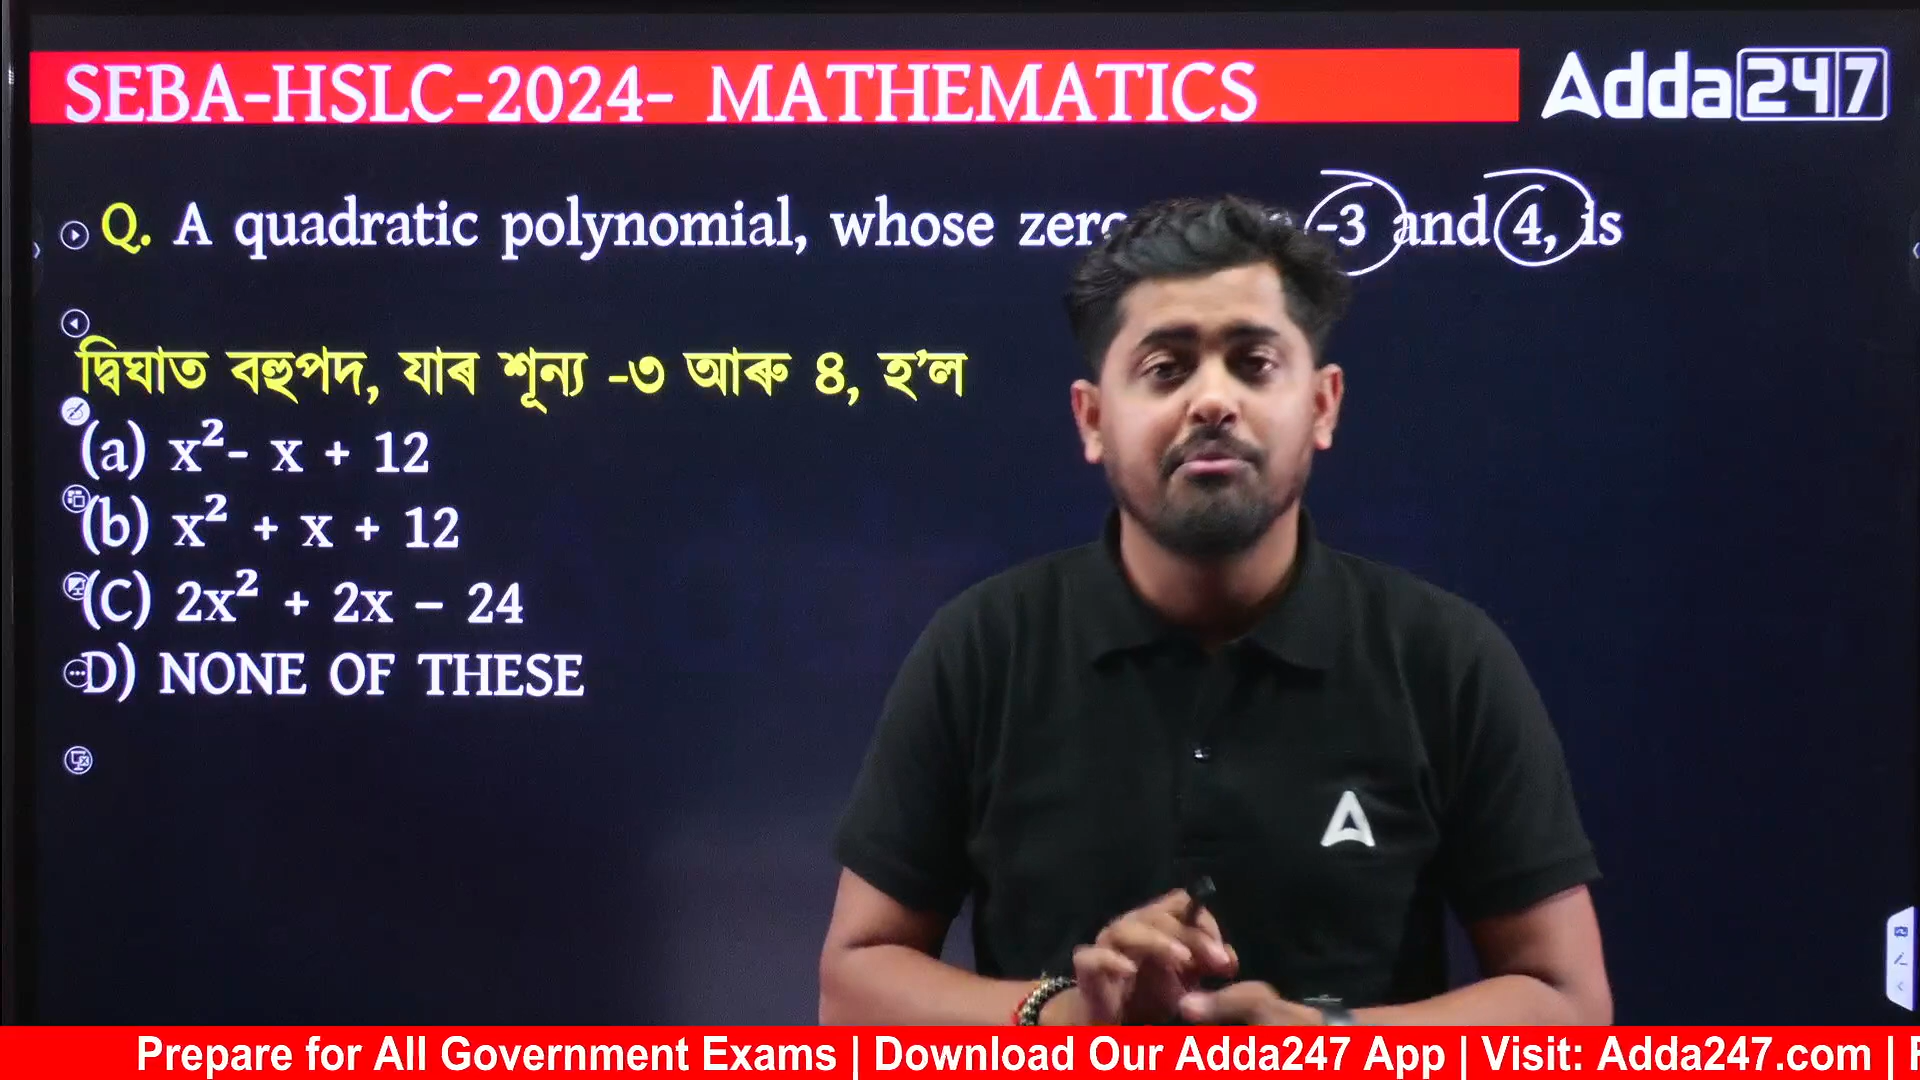 SEBA-HSLC-2024- MATHEMATICS
Adda247
Q. A quadratic polynomial, whose -3 and 4, is
দ্বিঘাত বহুপদ, যাৰ শূন্য -৩ আৰু ৪, হ'ল
(a) x²- x + 12
(b) x² + x + 12
(C) 2x² + 2x – 24
D) NONE OF THESE
Prepare for All Government Exams | Download Our Adda247 App | Visit: Adda247.com |